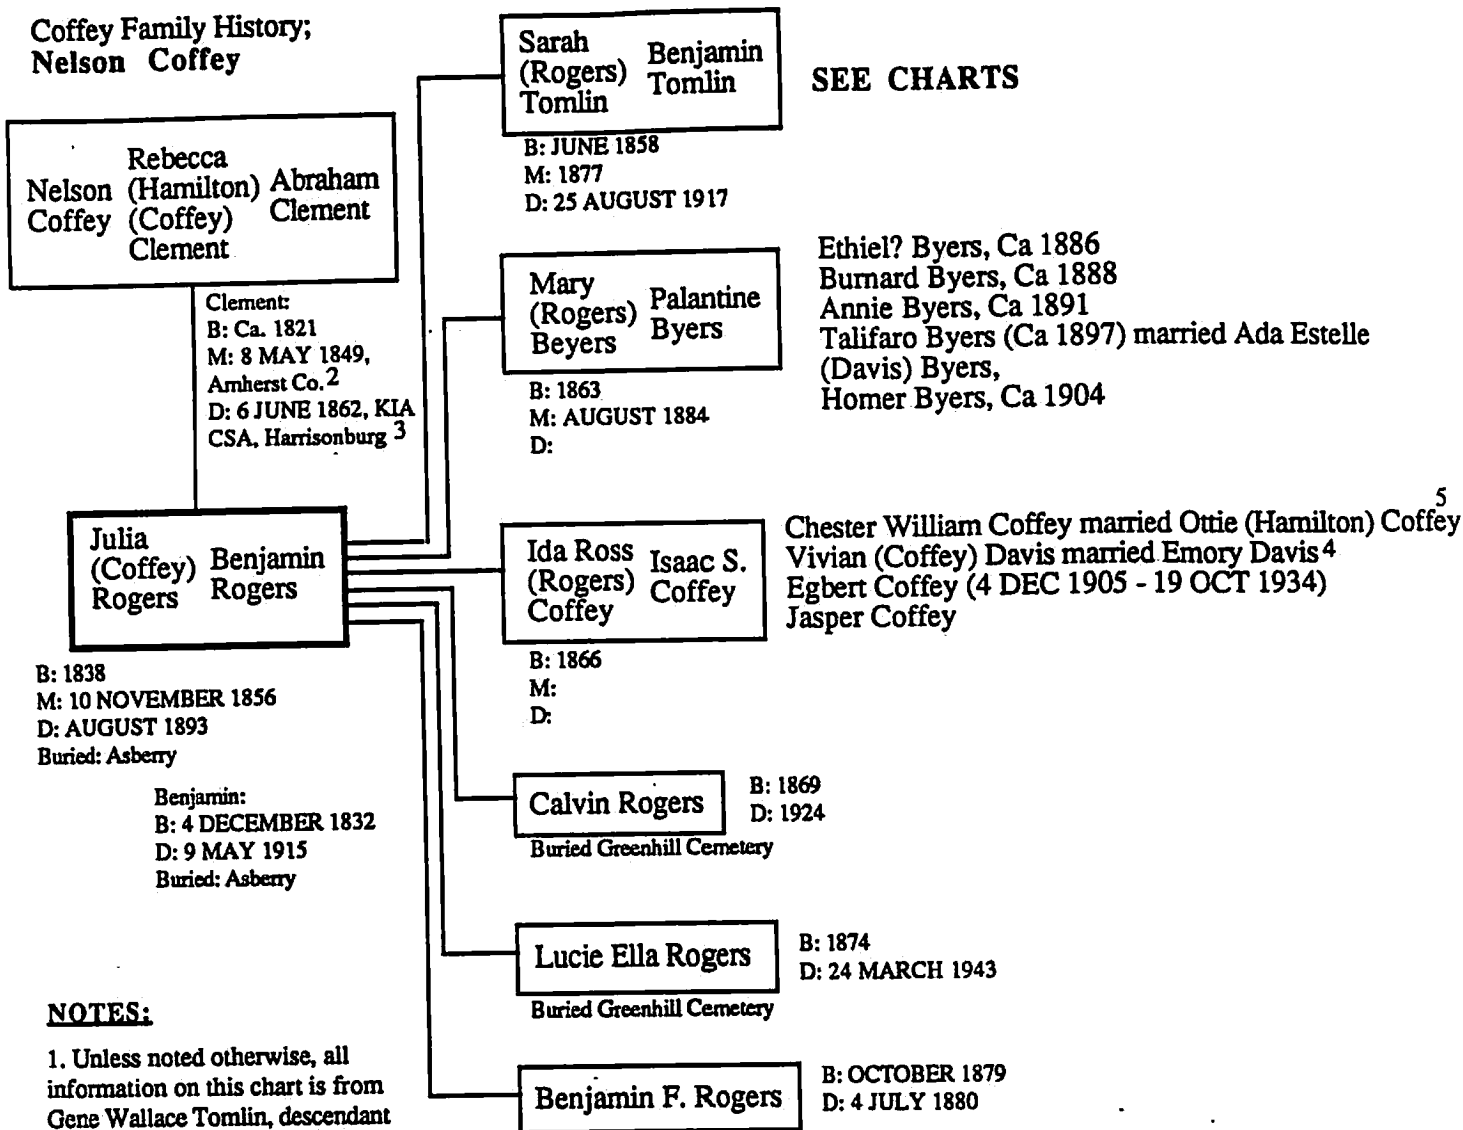 Coffey Family History;
Nelson Coffey
Nelson
Coffey
Rebecca
(Hamilton)
(Coffey)
Clement
Abraham
Clement
Clement:
B: Ca. 1821
M: 8 MAY 1849,
Amherst Co. 2
D: 6 JUNE 1862, KIA
CSA, Harrisonburg 3
Julia
(Coffey)
Rogers
Benjamin
Rogers
B: 1838
M: 10 NOVEMBER 1856
D: AUGUST 1893
Buried: Asberry
Benjamin:
B: 4 DECEMBER 1832
D: 9 MAY 1915
Buried: Asberry
Sarah
(Rogers)
Tomlin
Benjamin
Tomlin
SEE CHARTS
B: JUNE 1858
M: 1877
D: 25 AUGUST 1917
Mary
(Rogers)
Beyers
Palantine
Byers
B: 1863
M: AUGUST 1884
D:
Ethiel? Byers, Ca 1886
Burnard Byers, Ca 1888
Annie Byers, Ca 1891
Talifaro Byers (Ca 1897) married Ada Estelle
(Davis) Byers,
Homer Byers, Ca 1904
Ida Ross
(Rogers)
Coffey
Isaac S.
Coffey
B: 1866
M:
D:
Chester William Coffey married Ottie (Hamilton) Coffey 5
Vivian (Coffey) Davis married Emory Davis 4
Egbert Coffey (4 DEC 1905 - 19 OCT 1934)
Jasper Coffey
Calvin Rogers
B: 1869
D: 1924
Buried Greenhill Cemetery
Lucie Ella Rogers
B: 1874
D: 24 MARCH 1943
Buried Greenhill Cemetery
Benjamin F. Rogers
B: OCTOBER 1879
D: 4 JULY 1880
NOTES:
1. Unless noted otherwise, all
information on this chart is from
Gene Wallace Tomlin, descendant